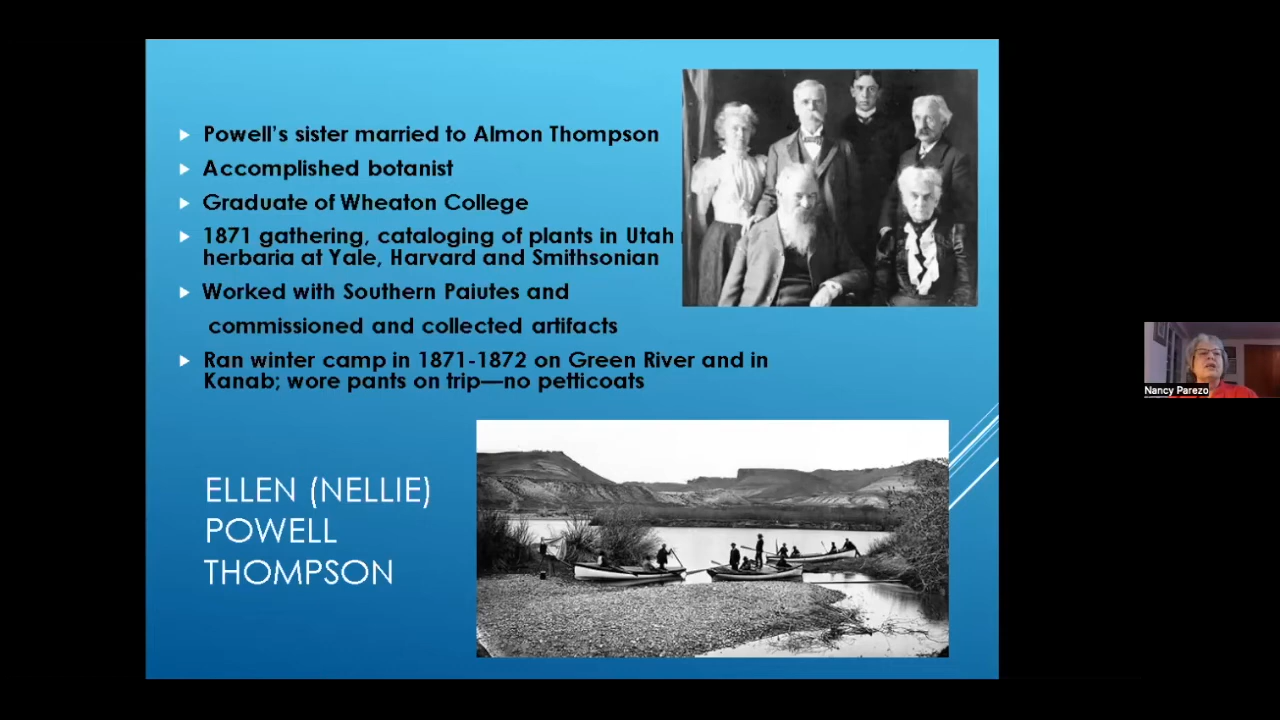 Powell's sister married to Almon Thompson
Accomplished botanist
Graduate of Wheaton College
1871 gathering, cataloging of plants in Utah
herbaria at Yale, Harvard and Smithsonian
Worked with Southern Paiutes and
commissioned and collected artifacts
Ran winter camp in 1871-1872 on Green River and in
Kanab; wore pants on trip—no petticoats
ELLEN (NELLIE)
POWELL
THOMPSON
Nancy Parezo